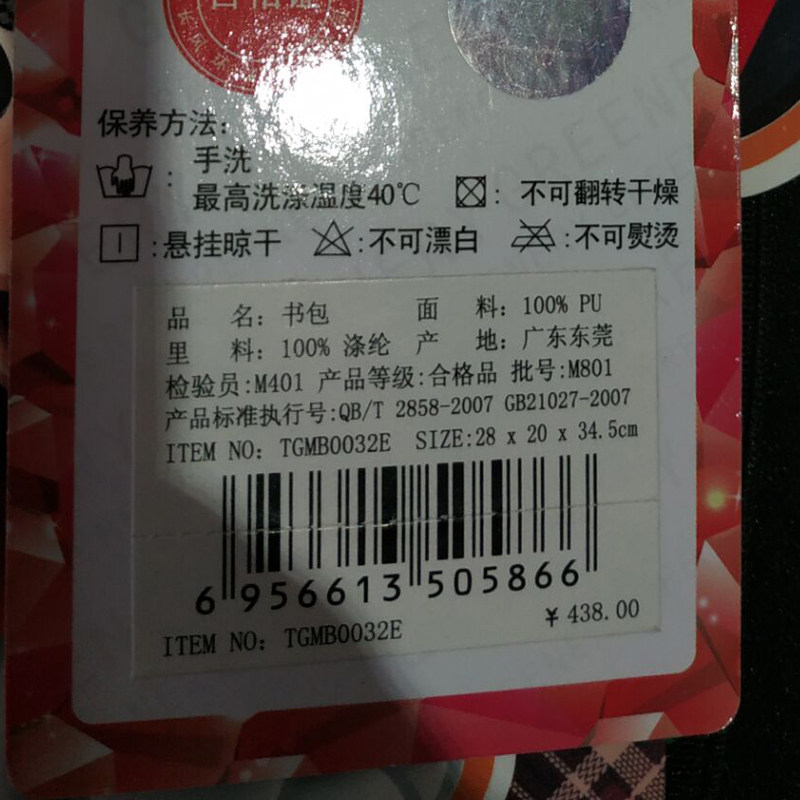 合格证
保养方法：
手洗
最高洗涤温度40℃
：不可翻转干燥
：悬挂晾干
：不可漂白
：不可熨烫
品 名：书包 面 料：100% PU
里 料：100% 涤纶 产 地：广东东莞
检验员:M401 产品等级:合格品 批号:M801
产品标准执行号:QB/T 2858-2007 GB21027-2007
ITEM NO: TGMB0032E SIZE:28 x 20 x 34.5cm
6 956613 505866
¥ 438.00
ITEM NO: TGMB0032E